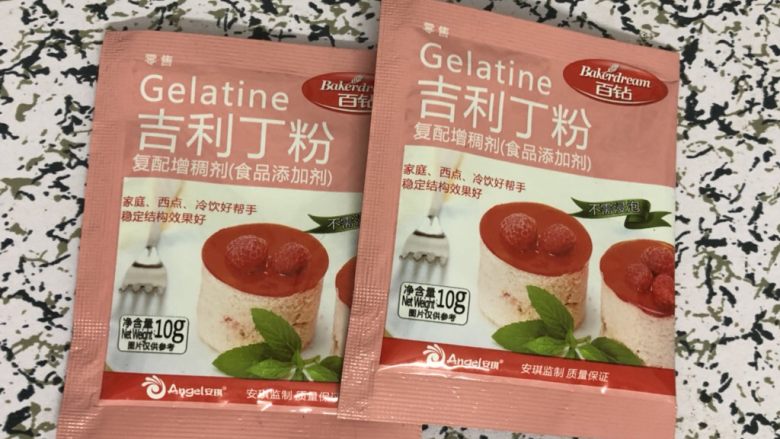 零售
Gelatine
Bakerdream
百钻
吉利丁粉
复配增稠剂(食品添加剂)
家庭、西点、冷饮好帮手
稳定结构效果好
不需
净含量
Net Weight 10g
图片仅供参考
Angel安琪®
安琪监制 质量保证
零售
Gelatine
Bakerdream
百钻
吉利丁粉
复配增稠剂(食品添加剂)
家庭、西点、冷饮好帮手
稳定结构效果好
不需浸泡
净含量
Net Weight 10g
图片仅供参考
Angel安琪®
安琪监制 质量保证